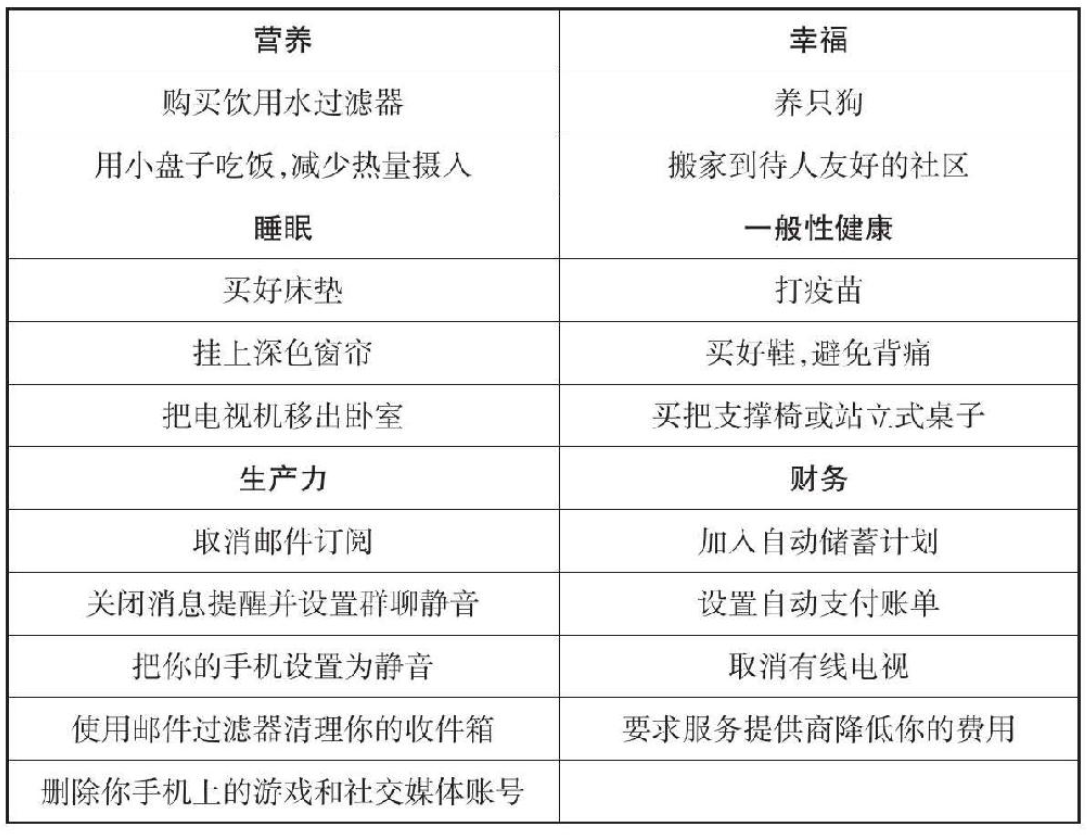 营养 幸福
购买饮用水过滤器 养只狗
用小盘子吃饭,减少热量摄入 搬家到待人友好的社区
睡眠 一般性健康
买好床垫 打疫苗
挂上深色窗帘 买好鞋,避免背痛
把电视机移出卧室 买把支撑椅或站立式桌子
生产力 财务
取消邮件订阅 加入自动储蓄计划
关闭消息提醒并设置群聊静音 设置自动支付账单
把你的手机设置为静音 取消有线电视
使用邮件过滤器清理你的收件箱 要求服务提供商降低你的费用
删除你手机上的游戏和社交媒体账号